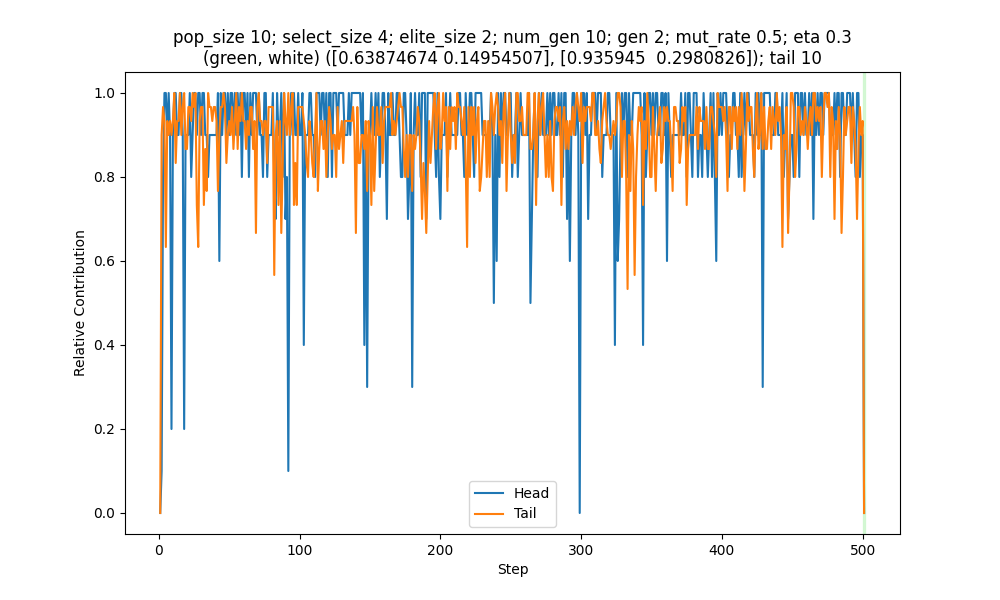 pop_size 10; select_size 4; elite_size 2; num_gen 10; gen 2; mut_rate 0.5; eta 0.3
(green, white) ([0.63874674 0.14954507], [0.935945  0.2980826]); tail 10
1.0
0.8
0.6
0.4
0.2
0.0
Relative Contribution
Head
Tail
0
100
200
300
400
500
Step